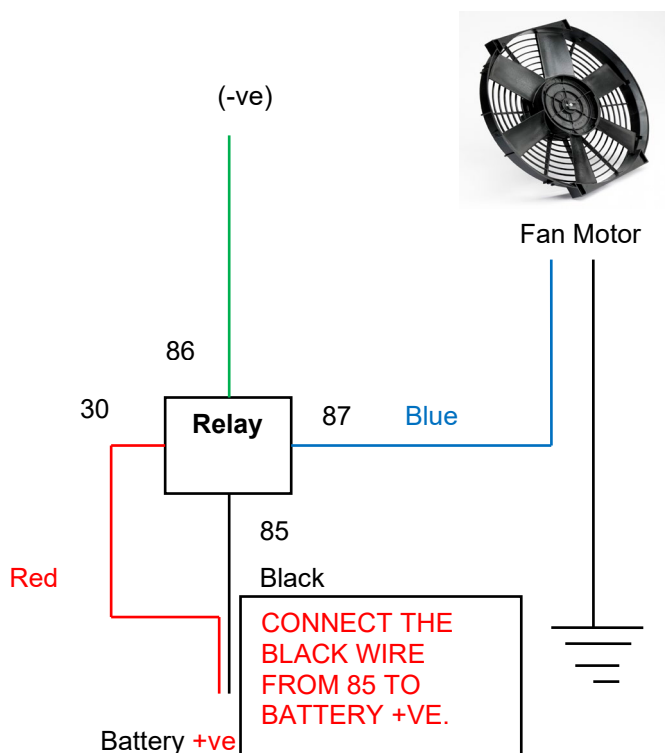 (-ve)
Fan Motor
86
30
Relay
87
Blue
85
Red
Black
CONNECT THE
BLACK WIRE
FROM 85 TO
BATTERY +VE.
Battery +ve